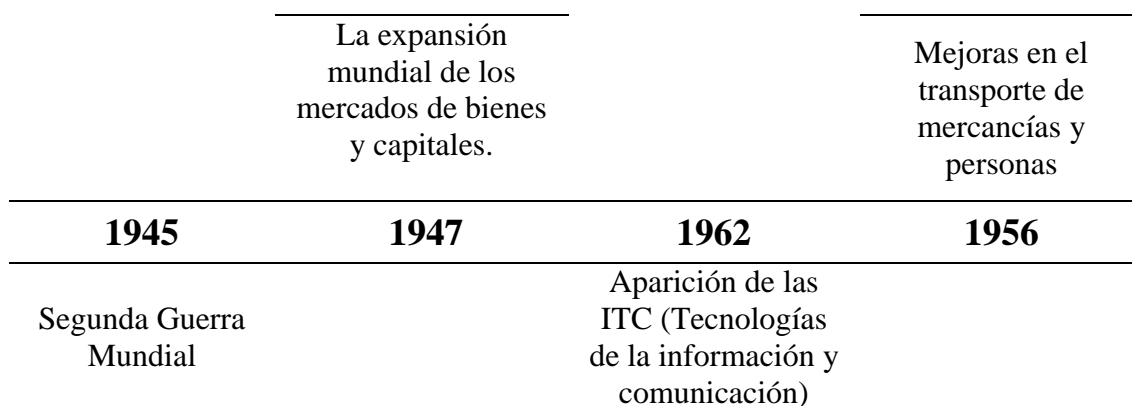 La expansión
mundial de los
mercados de bienes
y capitales.
Mejoras en el
transporte de
mercancías y
personas
1945 1947 1962 1956
Segunda Guerra
Mundial
Aparición de las
ITC (Tecnologías
de la información y
comunicación)